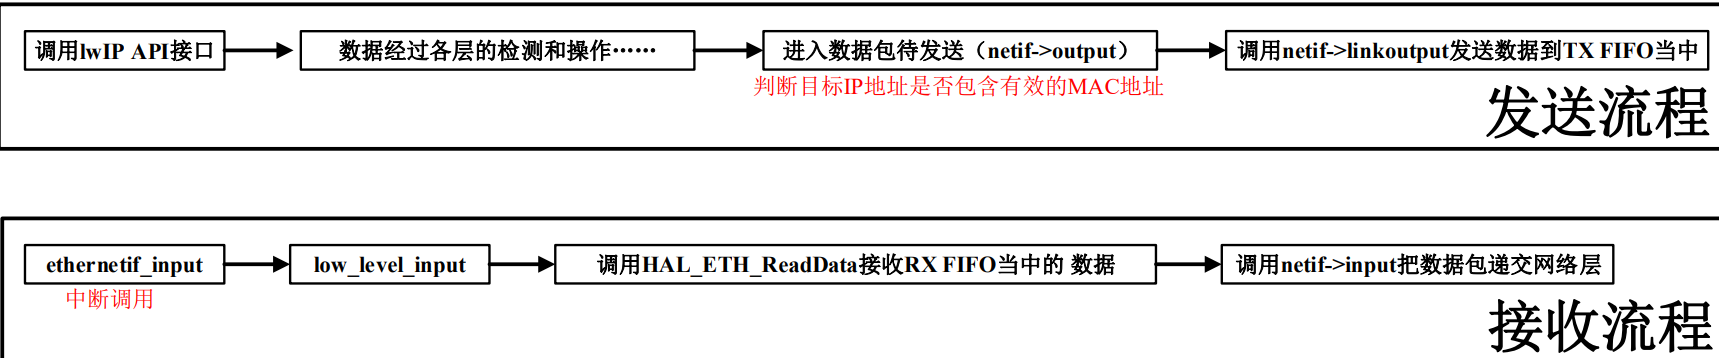 调用lwIP API接口
数据经过各层的检测和操作······
进入数据包待发送（netif->output）
调用netif->linkoutput发送数据到TX FIFO当中
判断目标IP地址是否包含有效的MAC地址
发送流程
ethernetif_input
low_level_input
调用HAL_ETH_ReadData接收RX FIFO当中的 数据
调用netif->input把数据包递交网络层
中断调用
接收流程